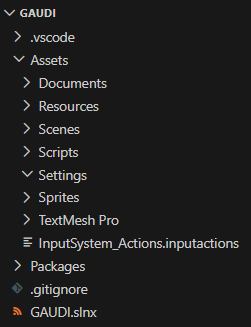 GAUDI
.vscode
Assets
Documents
Resources
Scenes
Scripts
Settings
Sprites
TextMesh Pro
InputSystem_Actions.inputactions
Packages
.gitignore
GAUDI.slnx